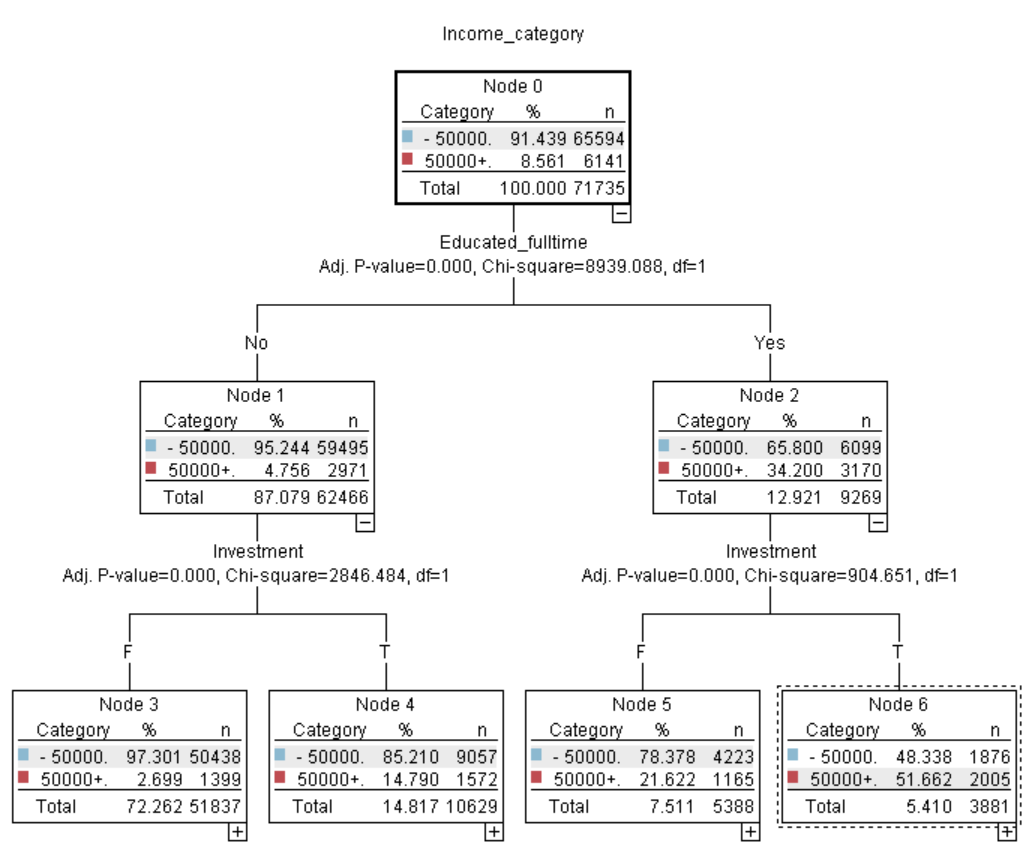 Income_category
Node 0
Category % n
- 50000. 91.439 65594
50000+. 8.561 6141
Total 100.000 71735
Educated_fulltime
Adj. P-value=0.000, Chi-square=8939.088, df=1
No Yes
Node 1
Category % n
- 50000. 95.244 59495
50000+. 4.756 2971
Total 87.079 62466
Node 2
Category % n
- 50000. 65.800 6099
50000+. 34.200 3170
Total 12.921 9269
Investment
Adj. P-value=0.000, Chi-square=2846.484, df=1
Investment
Adj. P-value=0.000, Chi-square=904.651, df=1
F T F T
Node 3
Category % n
- 50000. 97.301 50438
50000+. 2.699 1399
Total 72.262 51837
Node 4
Category % n
- 50000. 85.210 9057
50000+. 14.790 1572
Total 14.817 10629
Node 5
Category % n
- 50000. 78.378 4223
50000+. 21.622 1165
Total 7.511 5388
Node 6
Category % n
- 50000. 48.338 1876
50000+. 51.662 2005
Total 5.410 3881